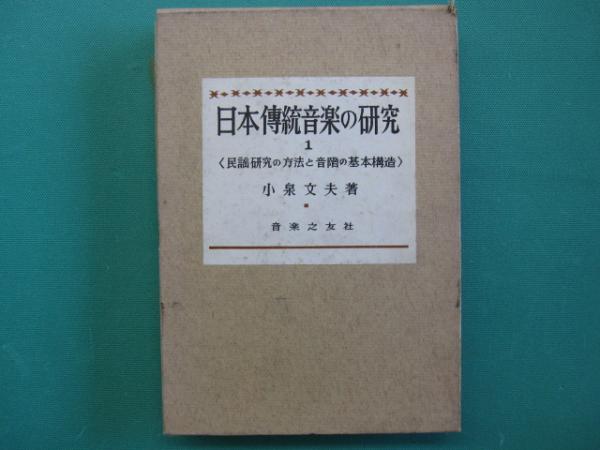 日本傳統音楽の研究
1
〈民謡研究の方法と音階の基本構造〉
小泉文夫著
音楽之友社